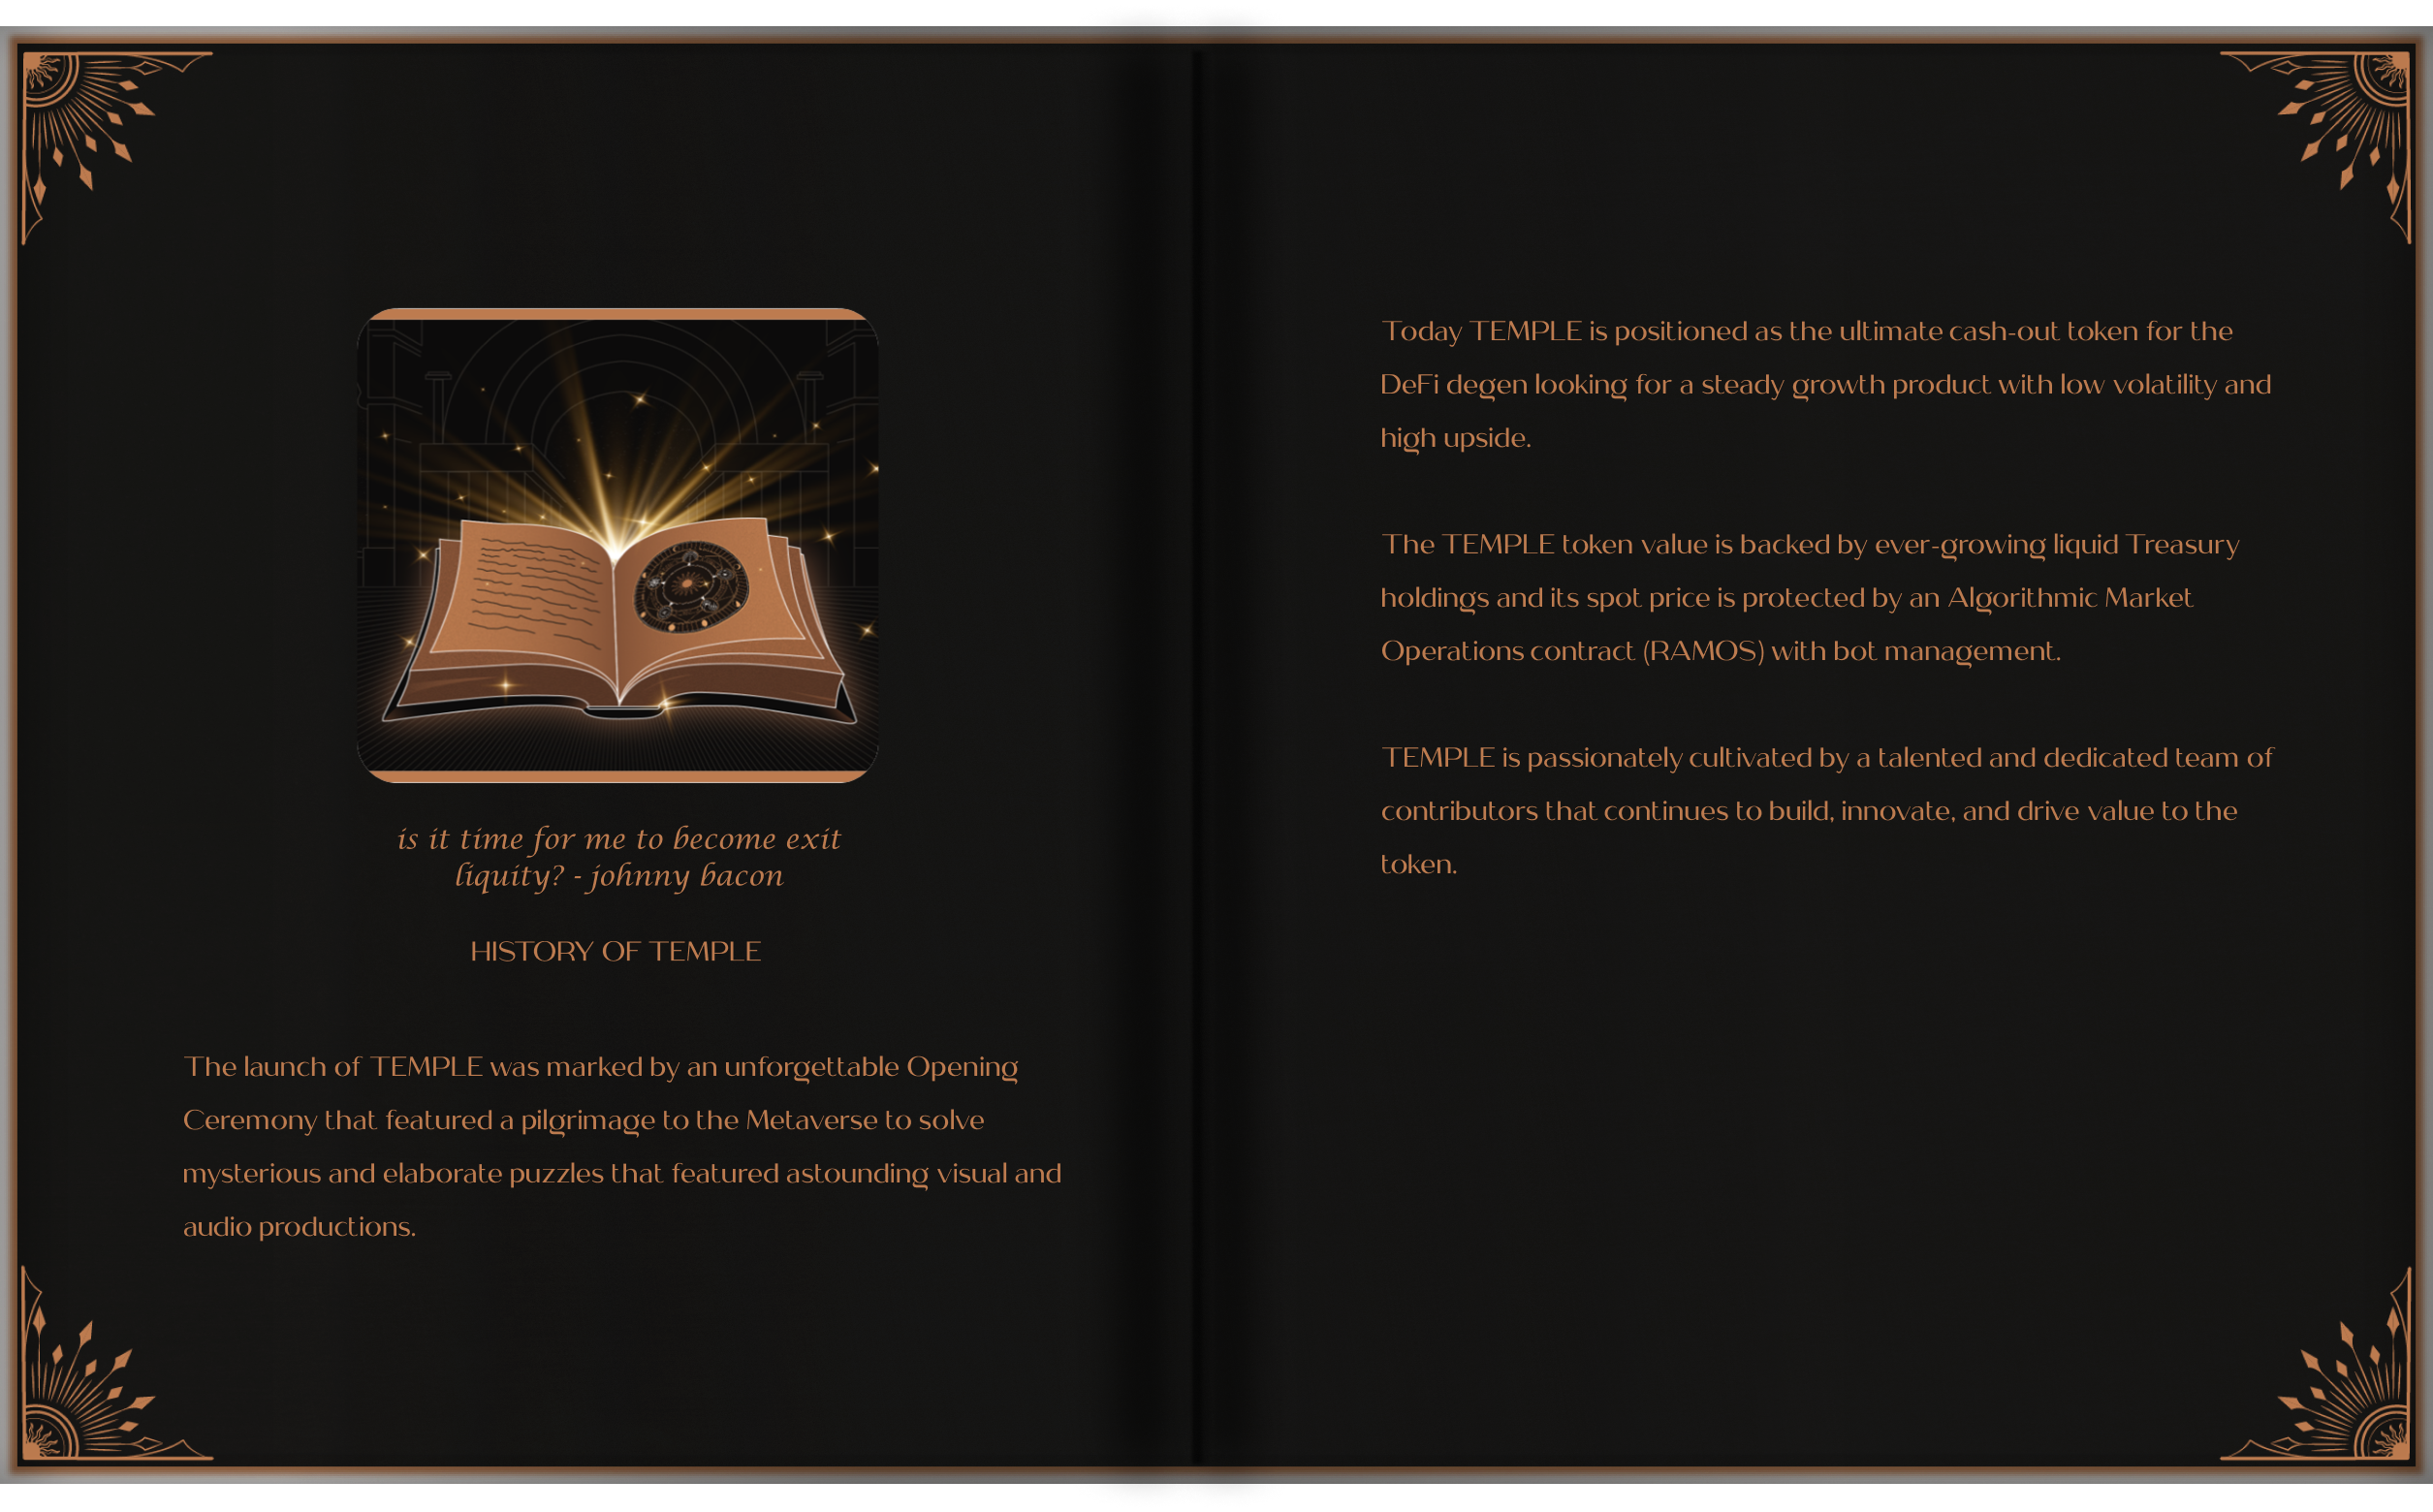 is it time for me to become exit
liquity? - johnny bacon
HISTORY OF TEMPLE
The launch of TEMPLE was marked by an unforgettable Opening
Ceremony that featured a pilgrimage to the Metaverse to solve
mysterious and elaborate puzzles that featured astounding visual and
audio productions.
Today TEMPLE is positioned as the ultimate cash-out token for the
DeFi degen looking for a steady growth product with low volatility and
high upside.
The TEMPLE token value is backed by ever-growing liquid Treasury
holdings and its spot price is protected by an Algorithmic Market
Operations contract (RAMOS) with bot management.
TEMPLE is passionately cultivated by a talented and dedicated team of
contributors that continues to build, innovate, and drive value to the
token.